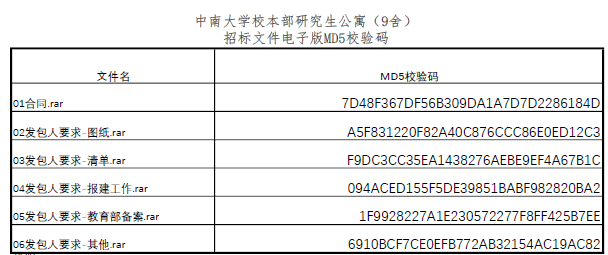 中南大学校本部研究生公寓（9舍）
招标文件电子版MD5校验码
文件名 MD5校验码
01合同.rar 7D48F367DF56B309DA1A7D7D2286184D
02发包人要求-图纸.rar A5F831220F82A40C876CCC86E0ED12C3
03发包人要求-清单.rar F9DC3CC35EA1438276AEBE9EF4A67B1C
04发包人要求-报建工作.rar 094ACED155F5DE39851BABF982820BA2
05发包人要求-教育部备案.rar 1F9928227A1E230572277F8FF425B7EE
06发包人要求-其他.rar 6910BCF7CE0EFB772AB32154AC19AC82